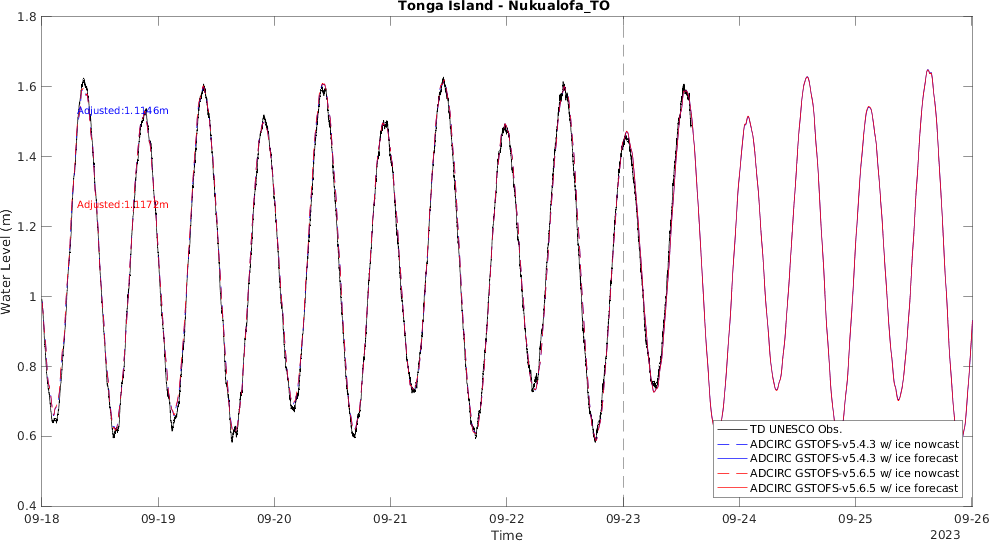 Tonga Island - Nukualofa_TO
1.8
1.6
1.4
1.2
1
0.8
0.6
0.4
Water Level (m)
Adjusted:1.1146m
Adjusted:1.1172m
TD UNESCO Obs.
ADCIRC GSTOFS-v5.4.3 w/ ice nowcast
ADCIRC GSTOFS-v5.4.3 w/ ice forecast
ADCIRC GSTOFS-v5.6.5 w/ ice nowcast
ADCIRC GSTOFS-v5.6.5 w/ ice forecast
09-18 09-19 09-20 09-21 09-22 09-23 09-24 09-25 09-26
Time
2023